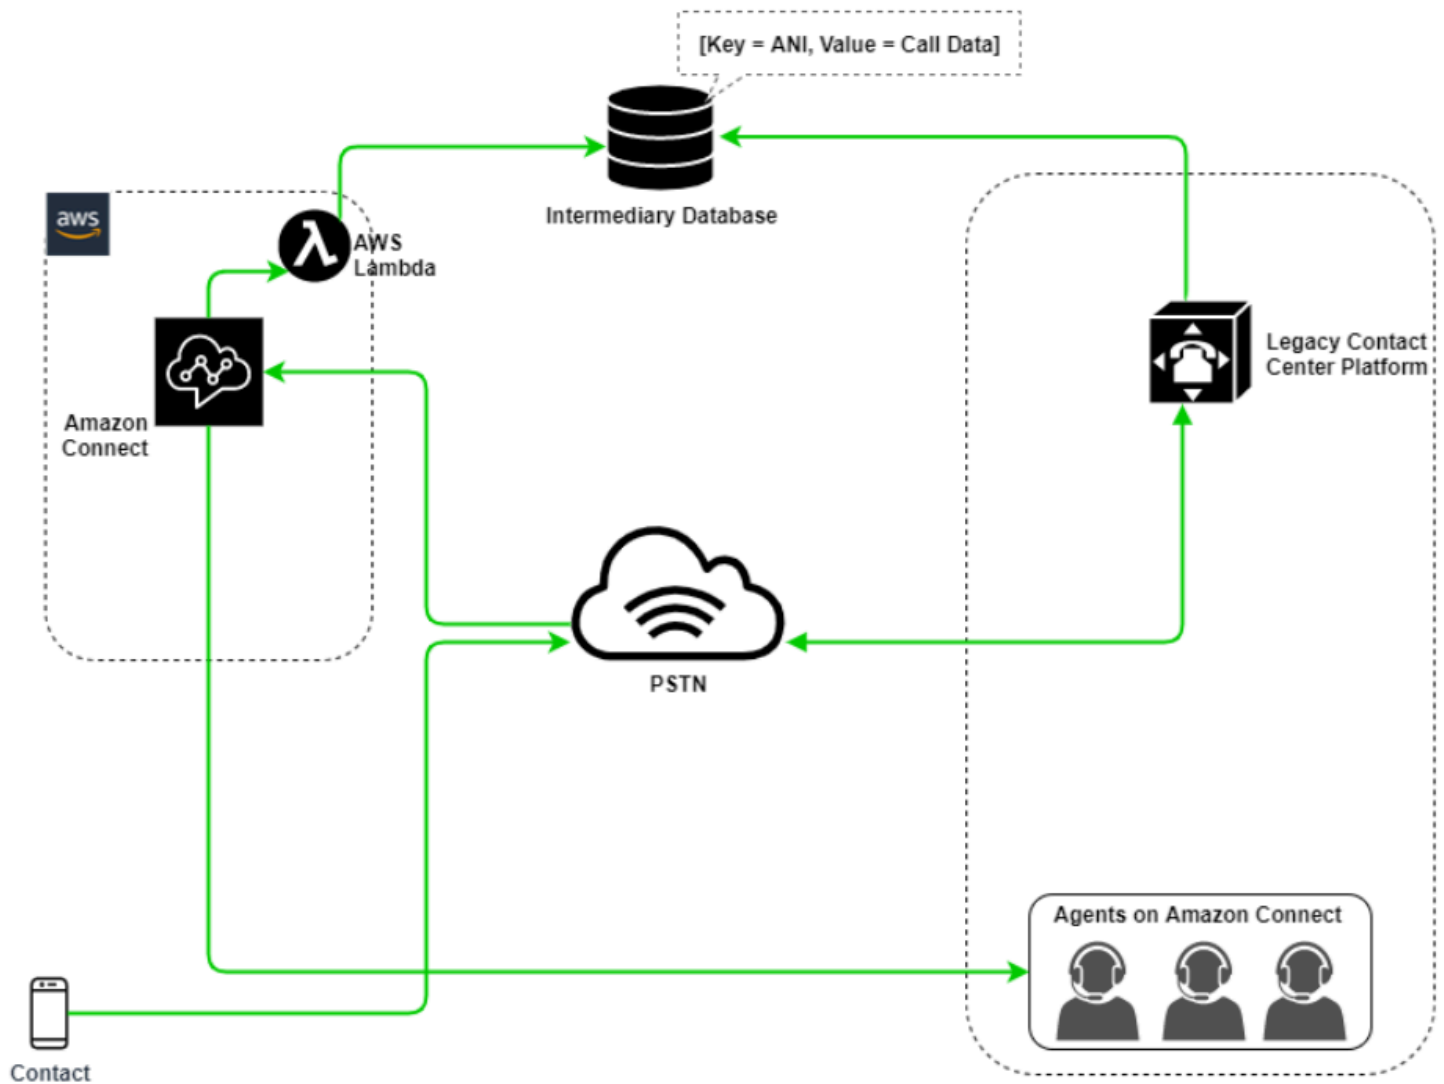 [Key = ANI, Value = Call Data]
Intermediary Database
aws
AWS
Lambda
Legacy Contact
Center Platform
Amazon
Connect
PSTN
Agents on Amazon Connect
Contact